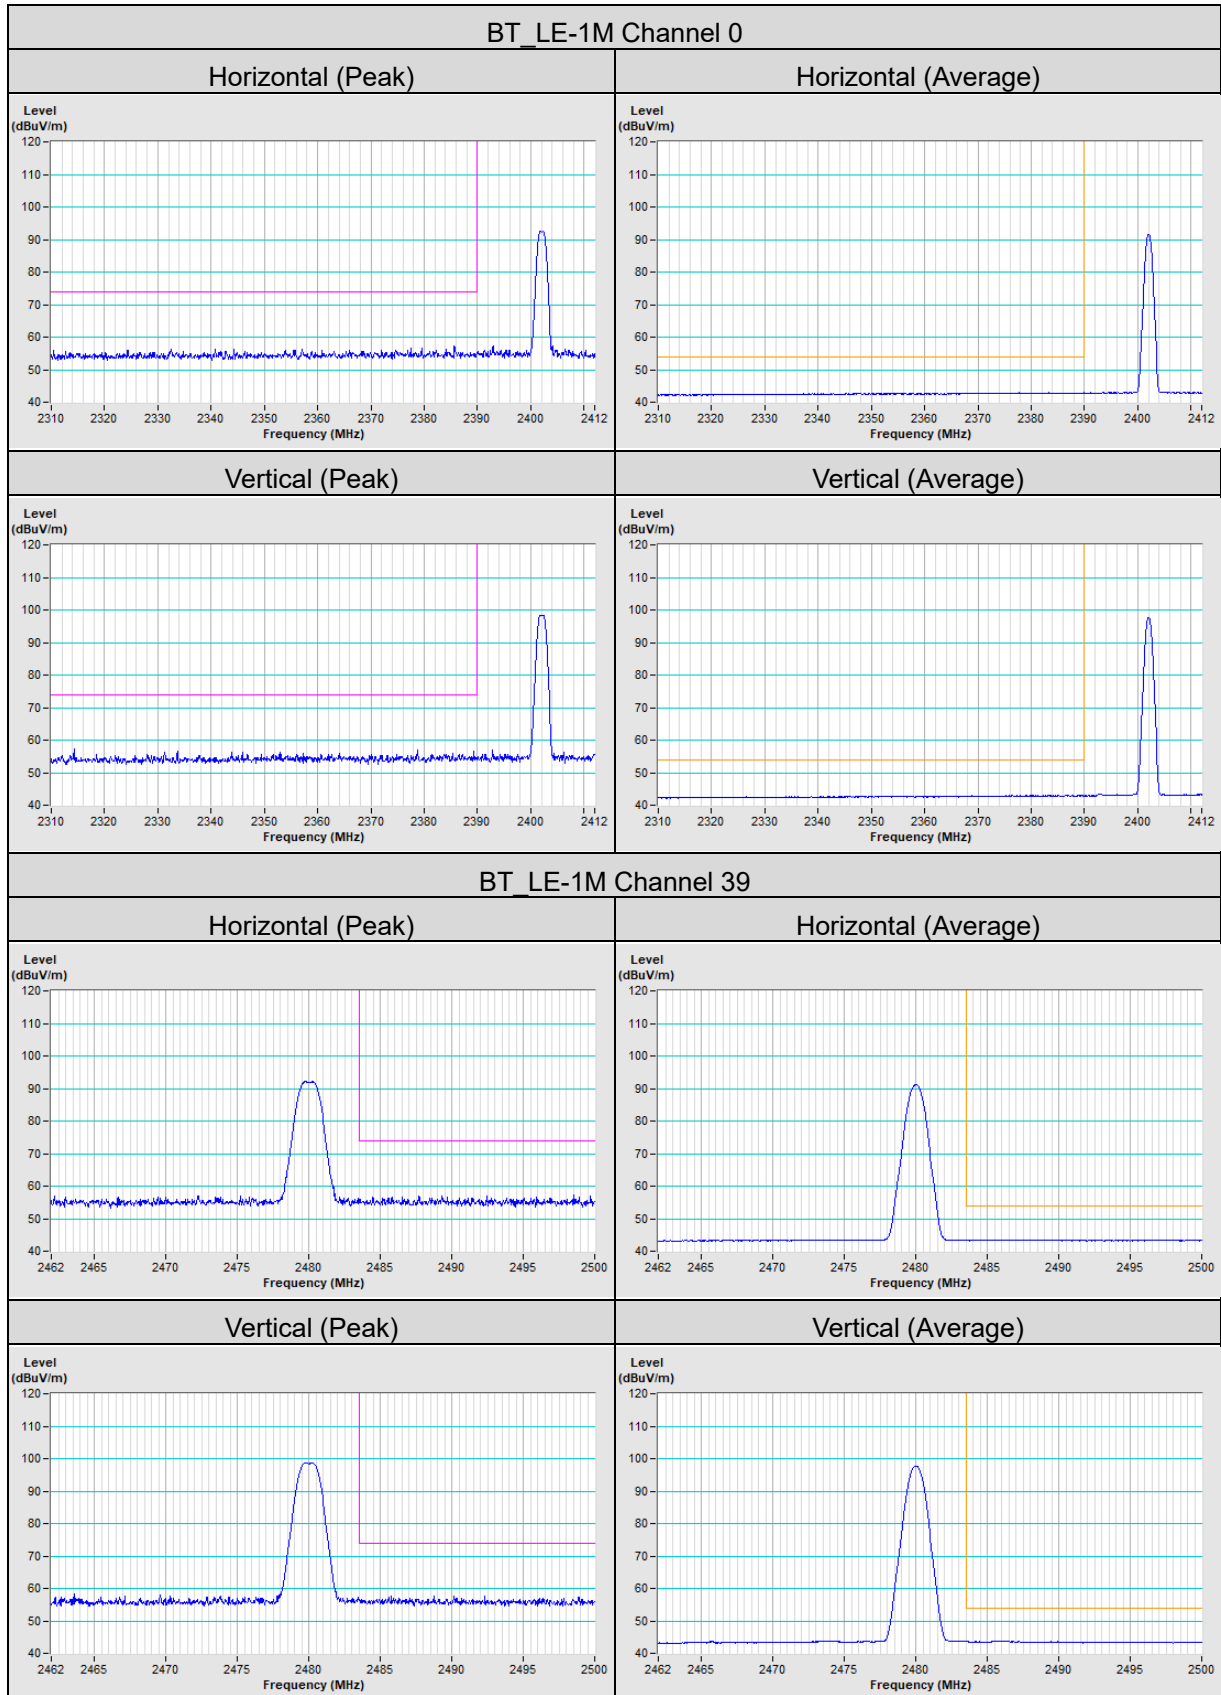 BT_LE-1M Channel 0
Horizontal (Peak)
Horizontal (Average)
Level
(dBuV/m)
120
110
100
90
80
70
60
50
40
2310 2320 2330 2340 2350 2360 2370 2380 2390 2400 2412
Frequency (MHz)
Level
(dBuV/m)
120
110
100
90
80
70
60
50
40
2310 2320 2330 2340 2350 2360 2370 2380 2390 2400 2412
Frequency (MHz)
Vertical (Peak)
Vertical (Average)
Level
(dBuV/m)
120
110
100
90
80
70
60
50
40
2310 2320 2330 2340 2350 2360 2370 2380 2390 2400 2412
Frequency (MHz)
Level
(dBuV/m)
120
110
100
90
80
70
60
50
40
2310 2320 2330 2340 2350 2360 2370 2380 2390 2400 2412
Frequency (MHz)
BT_LE-1M Channel 39
Horizontal (Peak)
Horizontal (Average)
Level
(dBuV/m)
120
110
100
90
80
70
60
50
40
2462 2465 2470 2475 2480 2485 2490 2495 2500
Frequency (MHz)
Level
(dBuV/m)
120
110
100
90
80
70
60
50
40
2462 2465 2470 2475 2480 2485 2490 2495 2500
Frequency (MHz)
Vertical (Peak)
Vertical (Average)
Level
(dBuV/m)
120
110
100
90
80
70
60
50
40
2462 2465 2470 2475 2480 2485 2490 2495 2500
Frequency (MHz)
Level
(dBuV/m)
120
110
100
90
80
70
60
50
40
2462 2465 2470 2475 2480 2485 2490 2495 2500
Frequency (MHz)